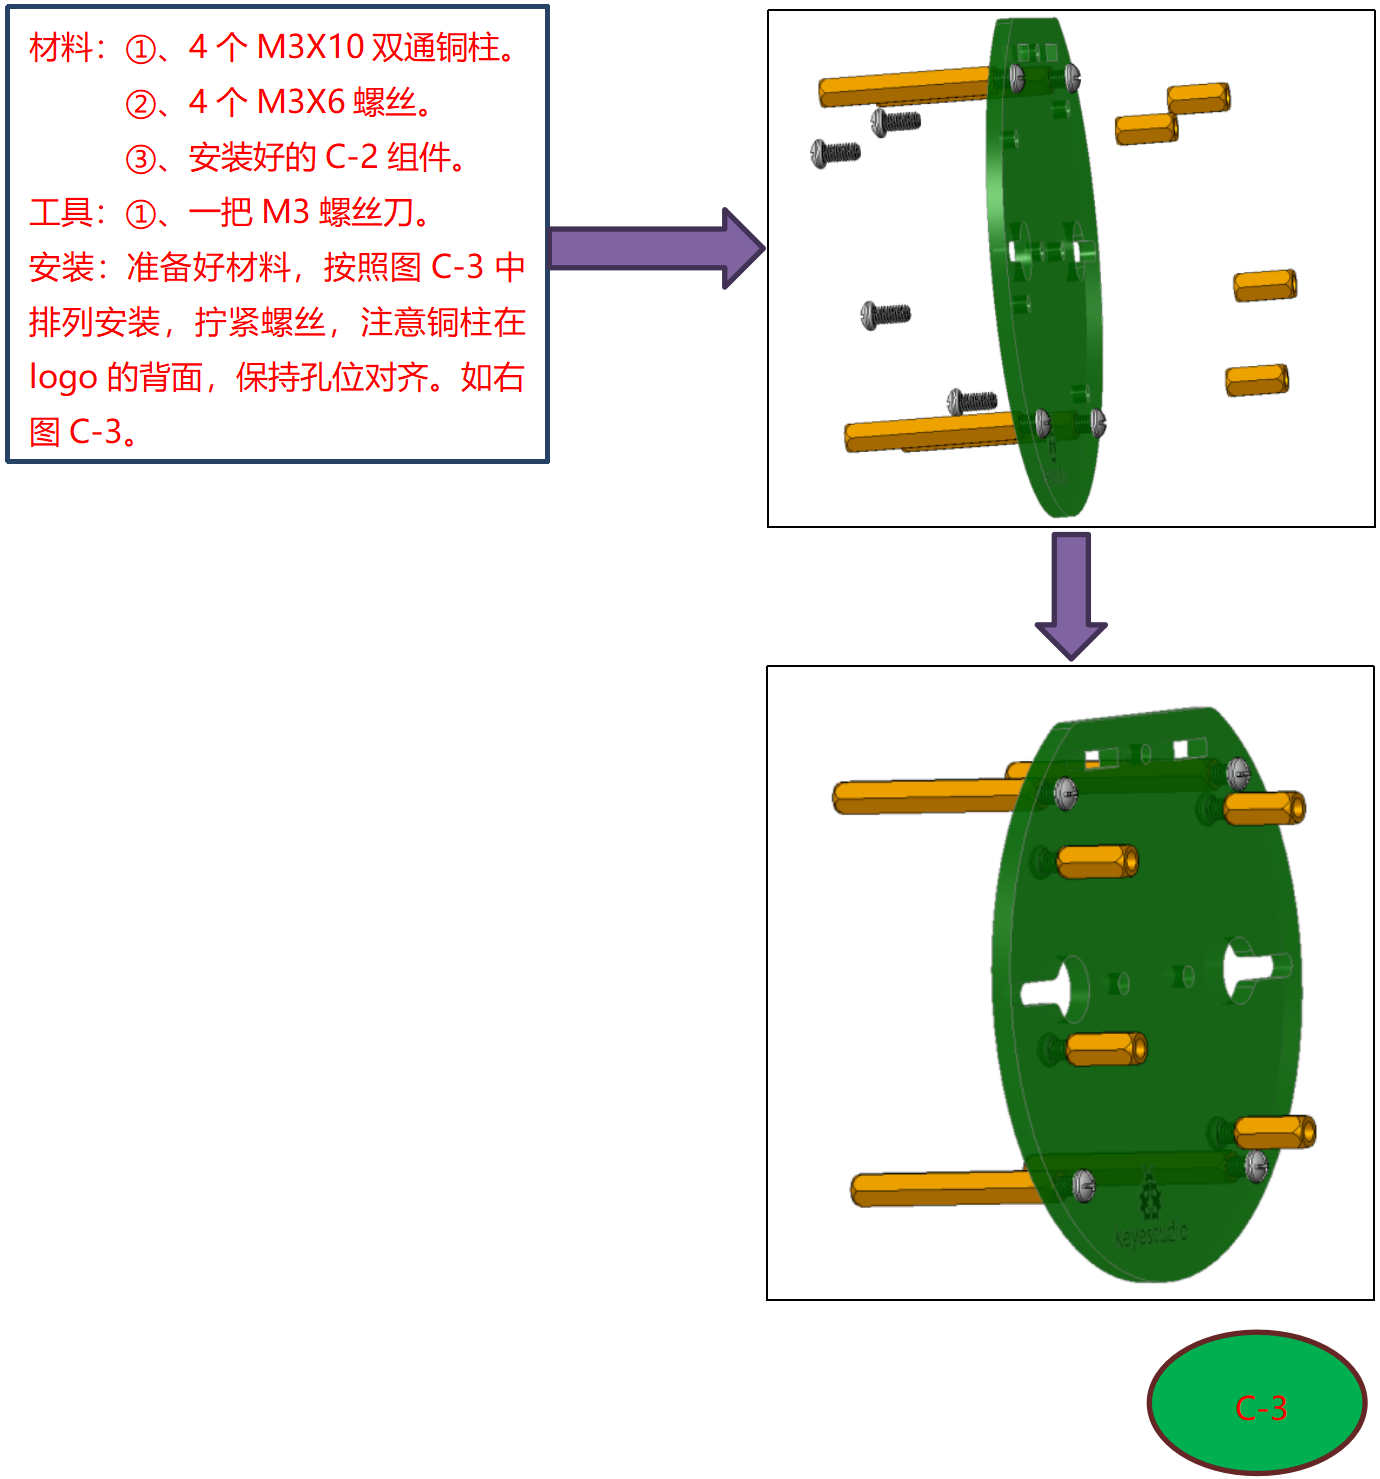 材料：①、4 个 M3X10 双通铜柱。
②、4 个 M3X6 螺丝。
③、安装好的 C-2 组件。
工具：①、一把 M3 螺丝刀。
安装：准备好材料，按照图 C-3 中
排列安装，拧紧螺丝，注意铜柱在
logo 的背面，保持孔位对齐。如右
图 C-3。
keyestudio
C-3